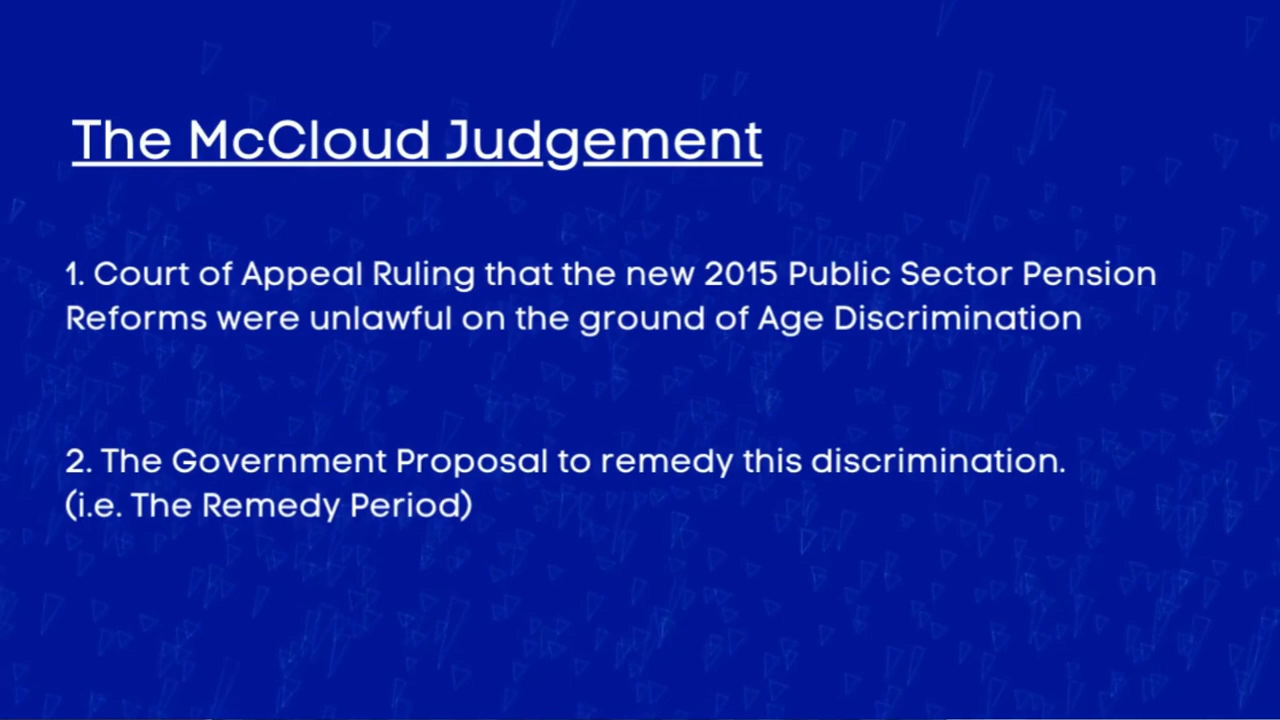 The McCloud Judgement
1. Court of Appeal Ruling that the new 2015 Public Sector Pension
Reforms were unlawful on the ground of Age Discrimination
2. The Government Proposal to remedy this discrimination.
(i.e. The Remedy Period)